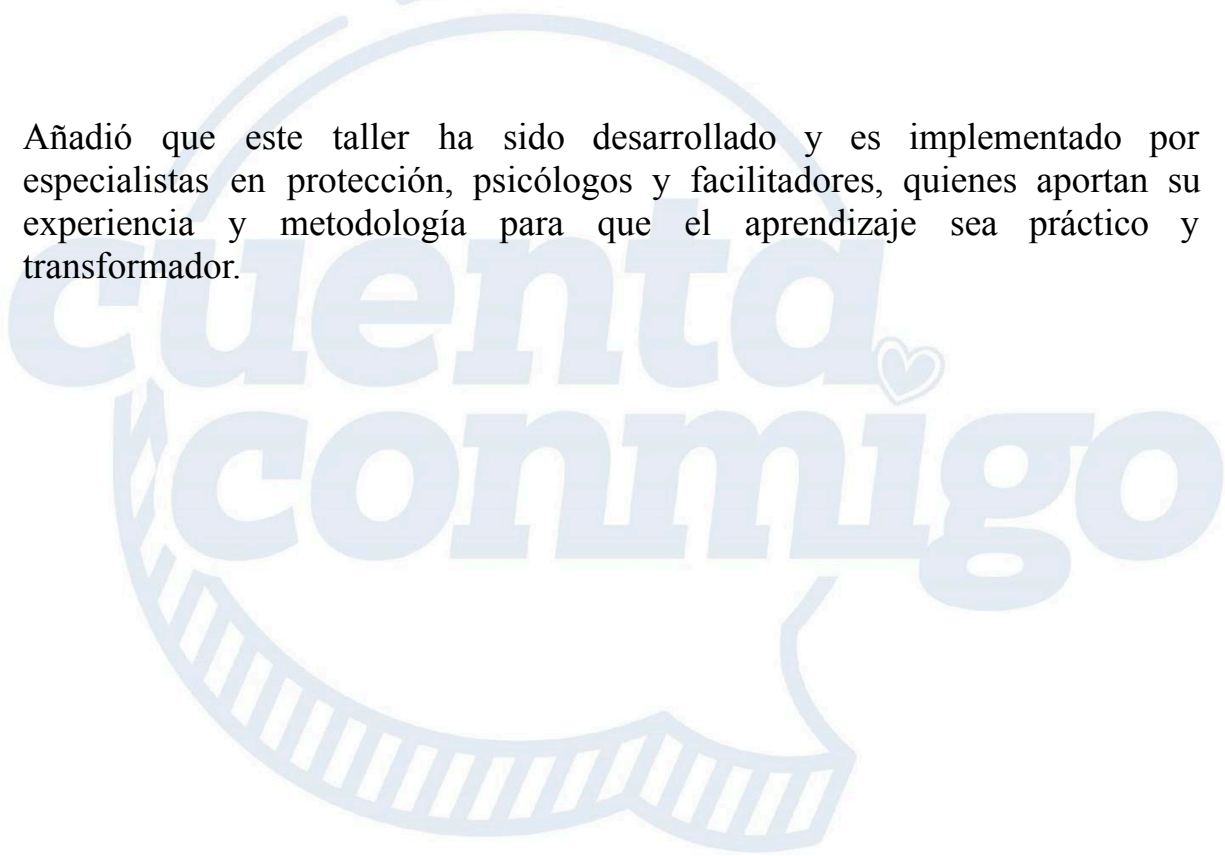 Añadió que este taller ha sido desarrollado y es implementado por
especialistas en protección, psicólogos y facilitadores, quienes aportan su
experiencia y metodología para que el aprendizaje sea práctico y
transformador.
cuenta
conmigo